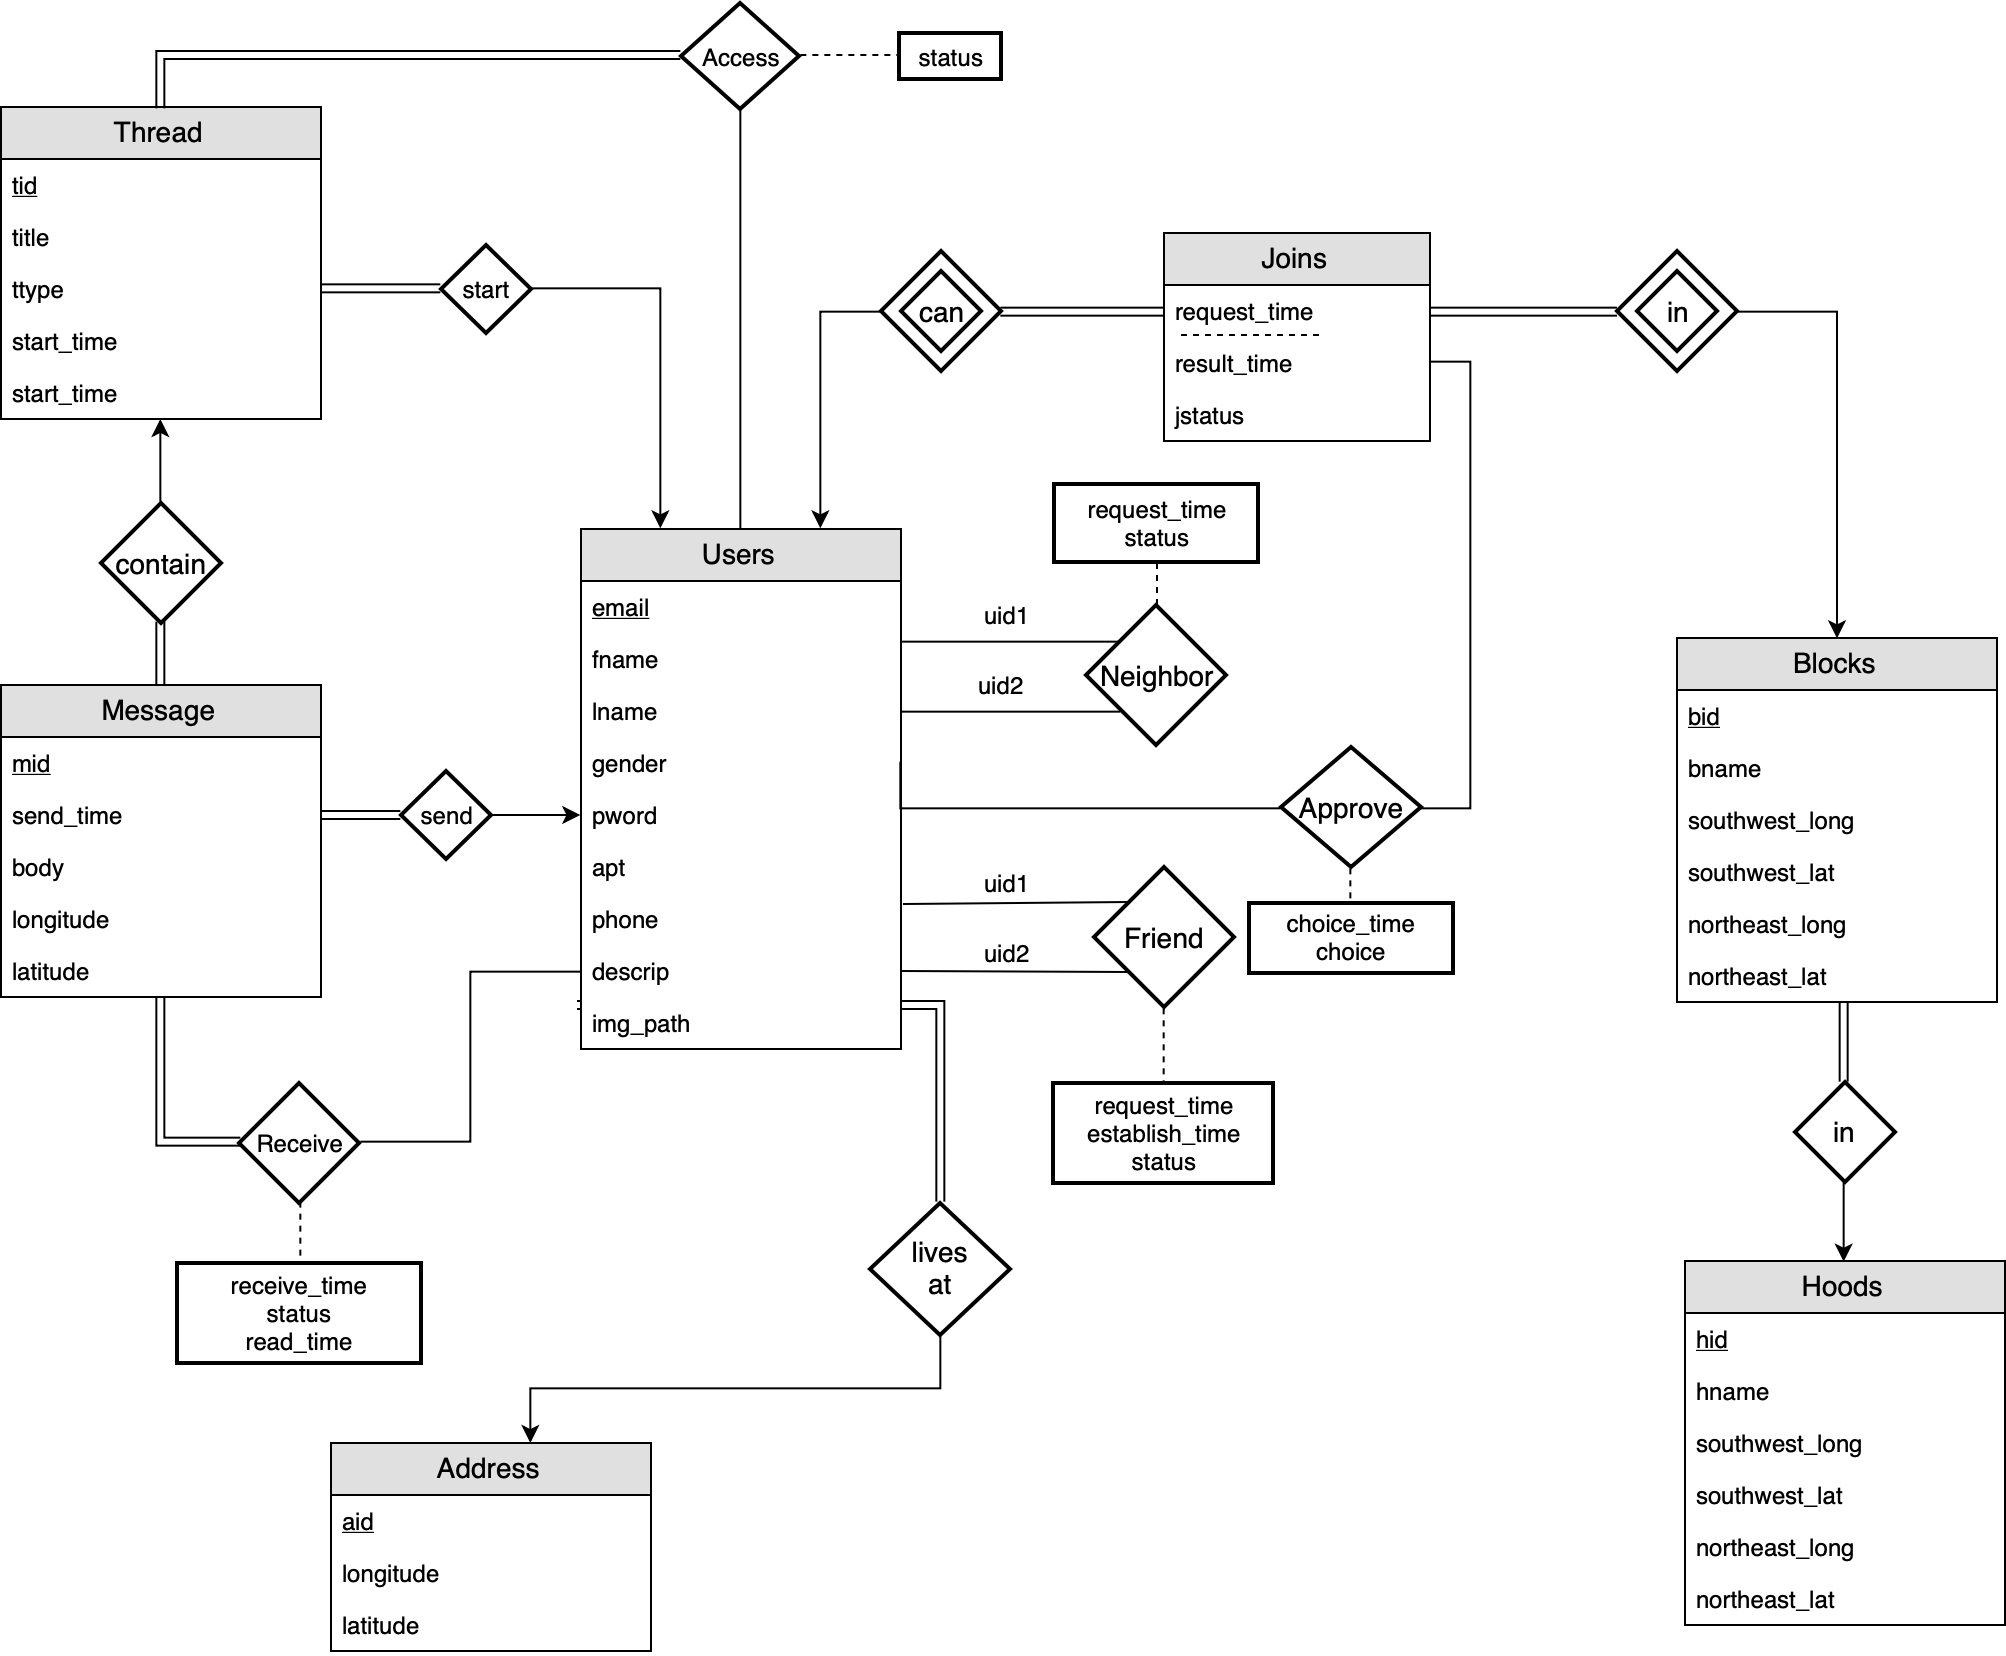 Access
status
Thread
tid
title
ttype
start_time
start_time
start
can
Joins
request_time
result_time
jstatus
in
contain
Users
email
fname
lname
gender
pword
apt
phone
descrip
img_path
request_time
status
uid1
uid2
Neighbor
Approve
choice_time
choice
uid1
uid2
Friend
request_time
establish_time
status
Blocks
bid
bname
southwest_long
southwest_lat
northeast_long
northeast_lat
Message
mid
send_time
body
longitude
latitude
send
Receive
receive_time
status
read_time
lives
at
in
Hoods
hid
hname
southwest_long
southwest_lat
northeast_long
northeast_lat
Address
aid
longitude
latitude